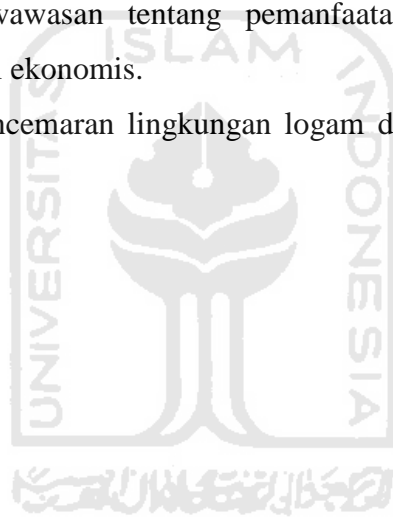 wawasan tentang pemanfaata
ekonomis.
ncemaran lingkungan logam d
ISLAM
UNIVERSITAS
INDONESIA